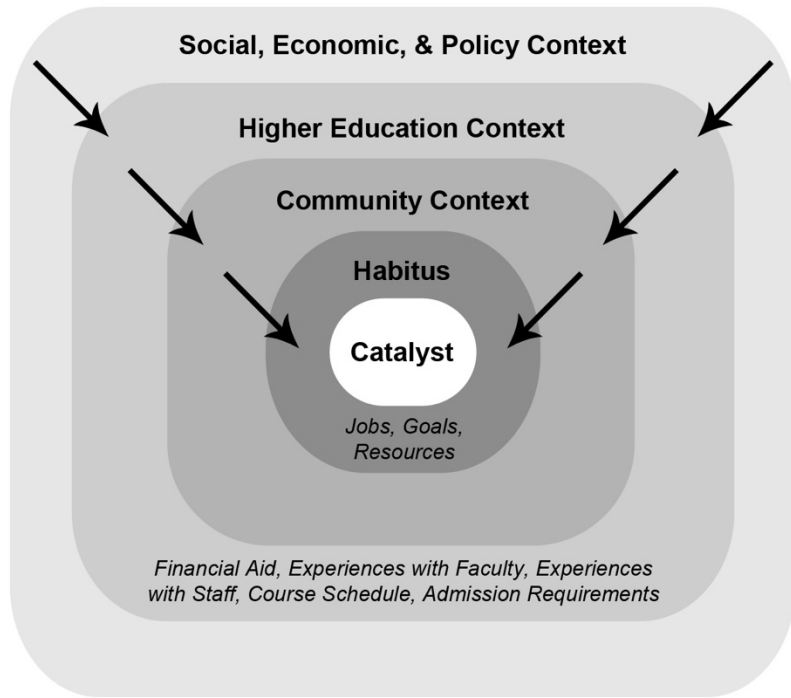 Social, Economic, & Policy Context
Higher Education Context
Community Context
Habitus
Catalyst
Jobs, Goals,
Resources
Financial Aid, Experiences with Faculty, Experiences
with Staff, Course Schedule, Admission Requirements